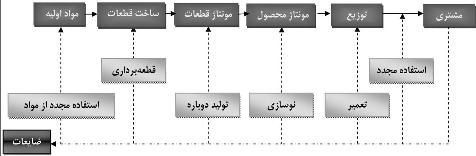 مواد اولیه
ساخت قطعات
مونتاژ قطعات
مونتاژ محصول
توزیع
مشتری
قطعه‌برداری
استفاده مجدد
استفاده مجدد از مواد
تولید دوباره
نوسازی
تعمیر
ضایعات